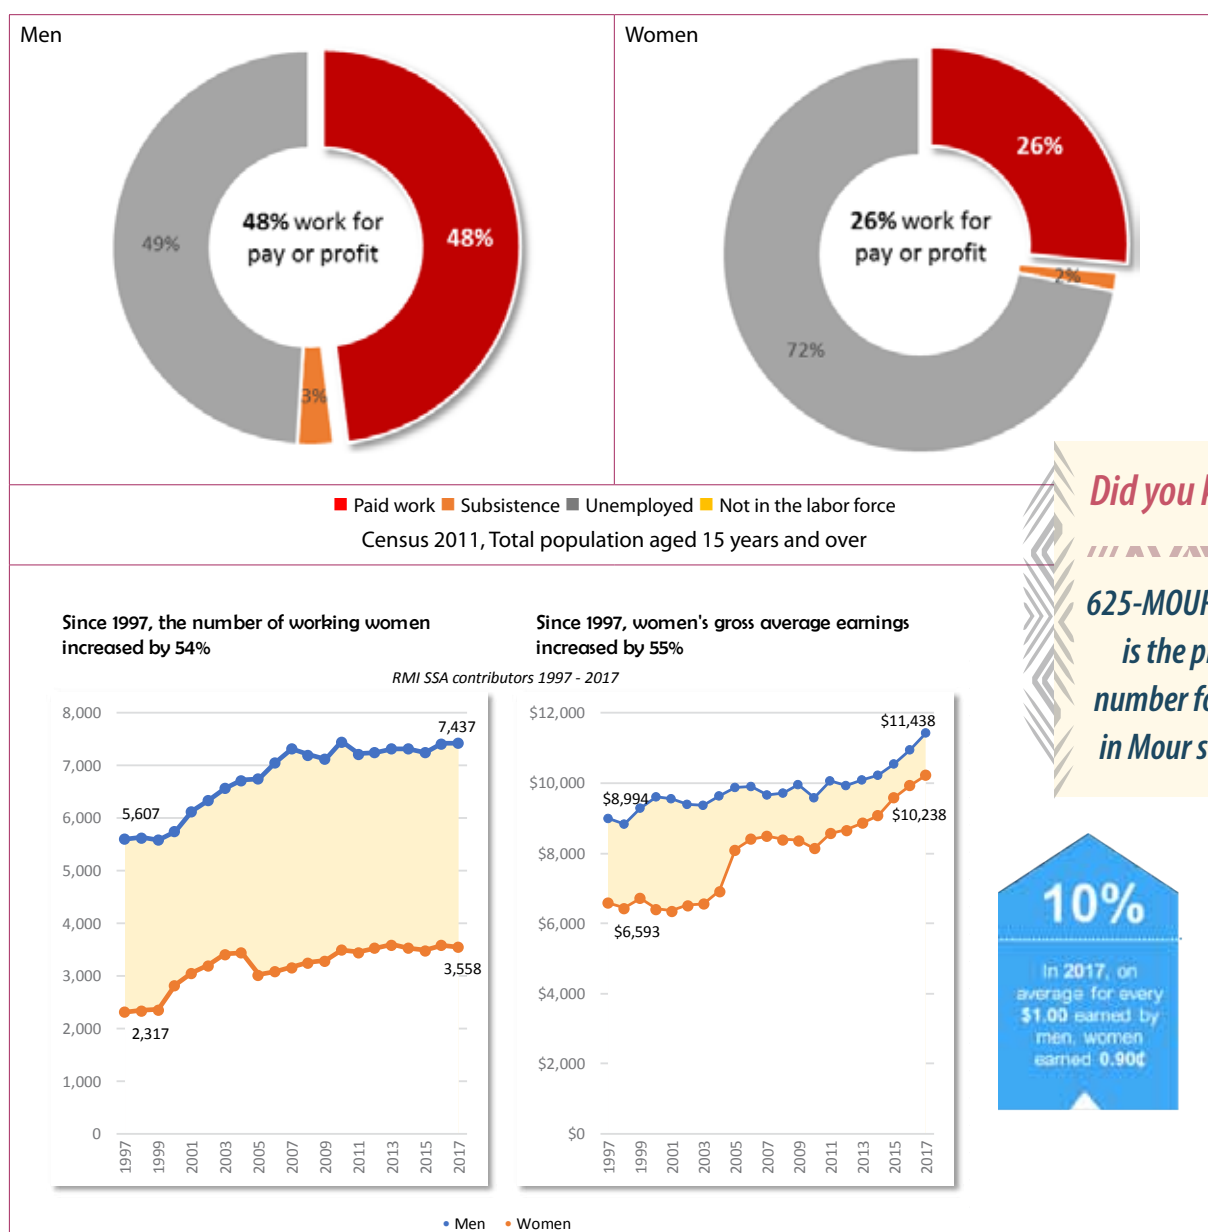 Men
48%
49%
3%
48% work for
pay or profit
Women
26%
2%
72%
26% work for
pay or profit
Paid work Subsistence Unemployed Not in the labor force
Census 2011, Total population aged 15 years and over
Did you
625-MOUR
is the
number
in Mour
Since 1997, the number of working women
increased by 54%
Since 1997, women's gross average earnings
increased by 55%
RMI SSA contributors 1997 - 2017
8,000
7,000
6,000
5,000
4,000
3,000
2,000
1,000
0
7,437
5,607
3,558
2,317
1997
1999
2001
2003
2005
2007
2009
2011
2013
2015
2017
$12,000
$10,000
$8,000
$6,000
$4,000
$2,000
$0
$11,438
$8,994
$10,238
$6,593
1997
1999
2001
2003
2005
2007
2009
2011
2013
2015
2017
Men Women
10%
In 2017, on
average for every
$1.00 earned by
men, women
earned 0.90¢